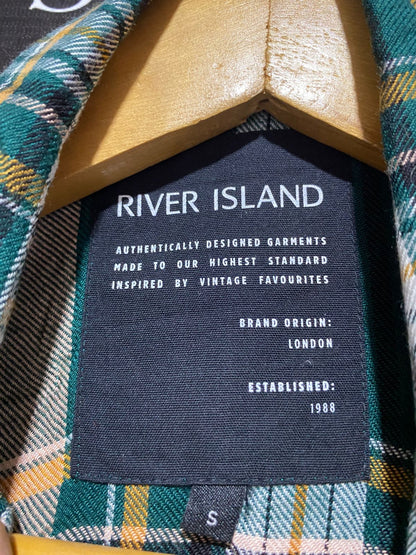 RIVER ISLAND
AUTHENTICALLY DESIGNED GARMENTS
MADE TO OUR HIGHEST STANDARD
INSPIRED BY VINTAGE FAVOURITES
BRAND ORIGIN:
LONDON
ESTABLISHED:
1988
S